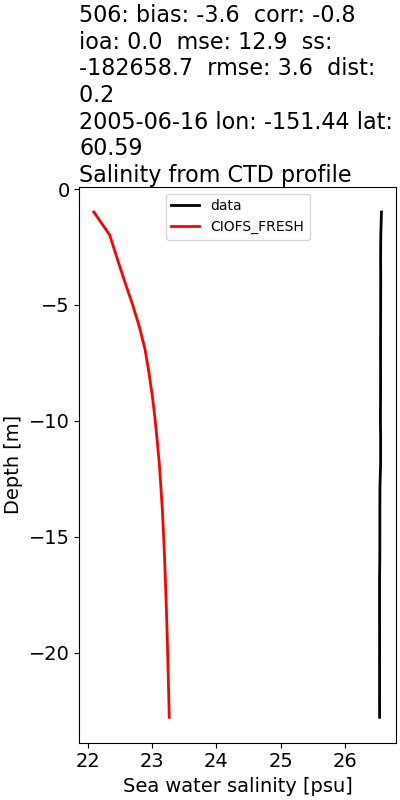 506: bias: -3.6  corr: -0.8
ioa: 0.0  mse: 12.9  ss:
-182658.7  rmse: 3.6  dist:
0.2
2005-06-16 lon: -151.44 lat:
60.59
Salinity from CTD profile
data
CIOFS_FRESH
0
−5
−10
−15
−20
Depth [m]
22 23 24 25 26
Sea water salinity [psu]